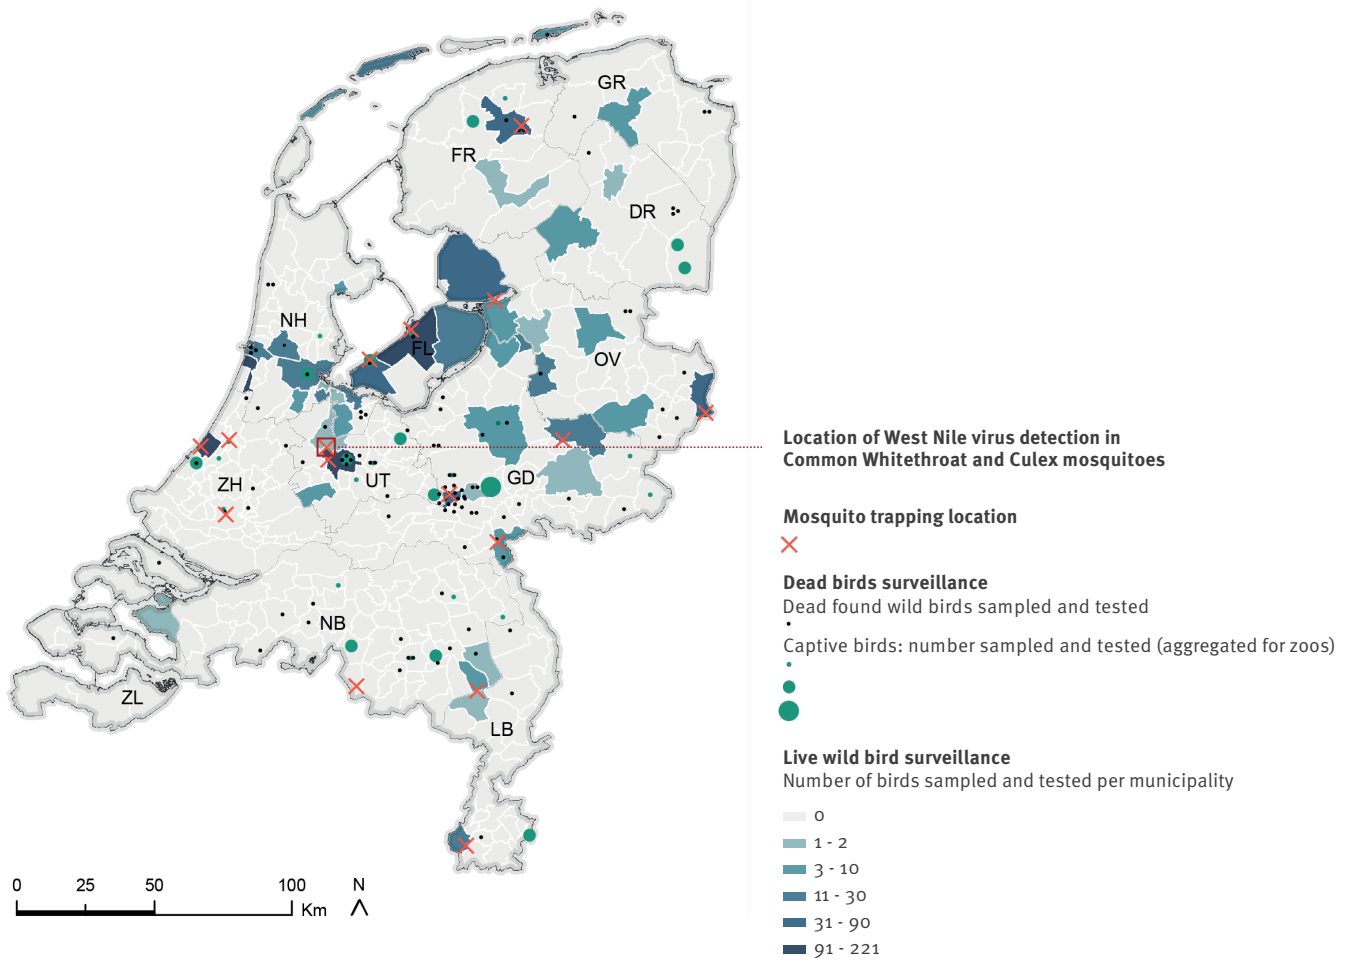 GR
FR
DR
NH
FL
OV
ZH
UT
GD
NB
ZL
LB
0 25 50 100 Km
N
Location of West Nile virus detection in
Common Whitethroat and Culex mosquitoes
Mosquito trapping location
Dead birds surveillance
Dead found wild birds sampled and tested
Captive birds: number sampled and tested (aggregated for zoos)
Live wild bird surveillance
Number of birds sampled and tested per municipality
0
1 - 2
3 - 10
11 - 30
31 - 90
91 - 221